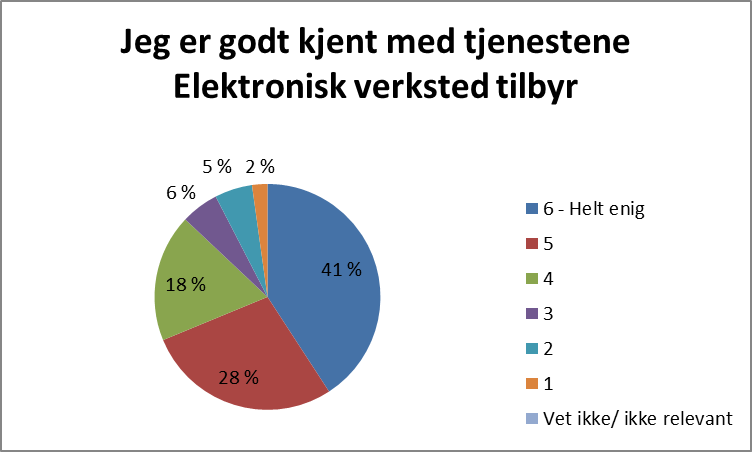 Jeg er godt kjent med tjenestene
Elektronisk verksted tilbyr
5 % 2 %
6 %
41 %
18 %
28 %
6 - Helt enig
5
4
3
2
1
Vet ikke/ ikke relevant